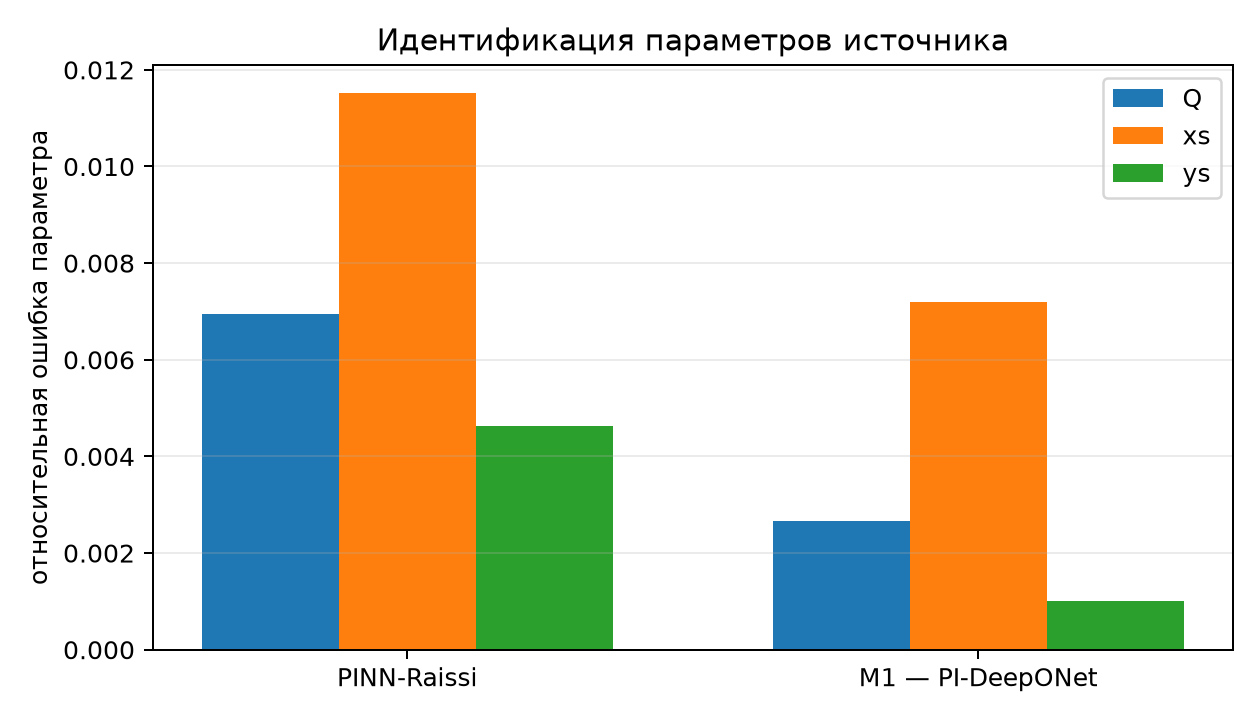 Идентификация параметров источника
относительная ошибка параметра
0.012
0.010
0.008
0.006
0.004
0.002
0.000
Q
xs
ys
PINN-Raissi
M1 — PI-DeepONet